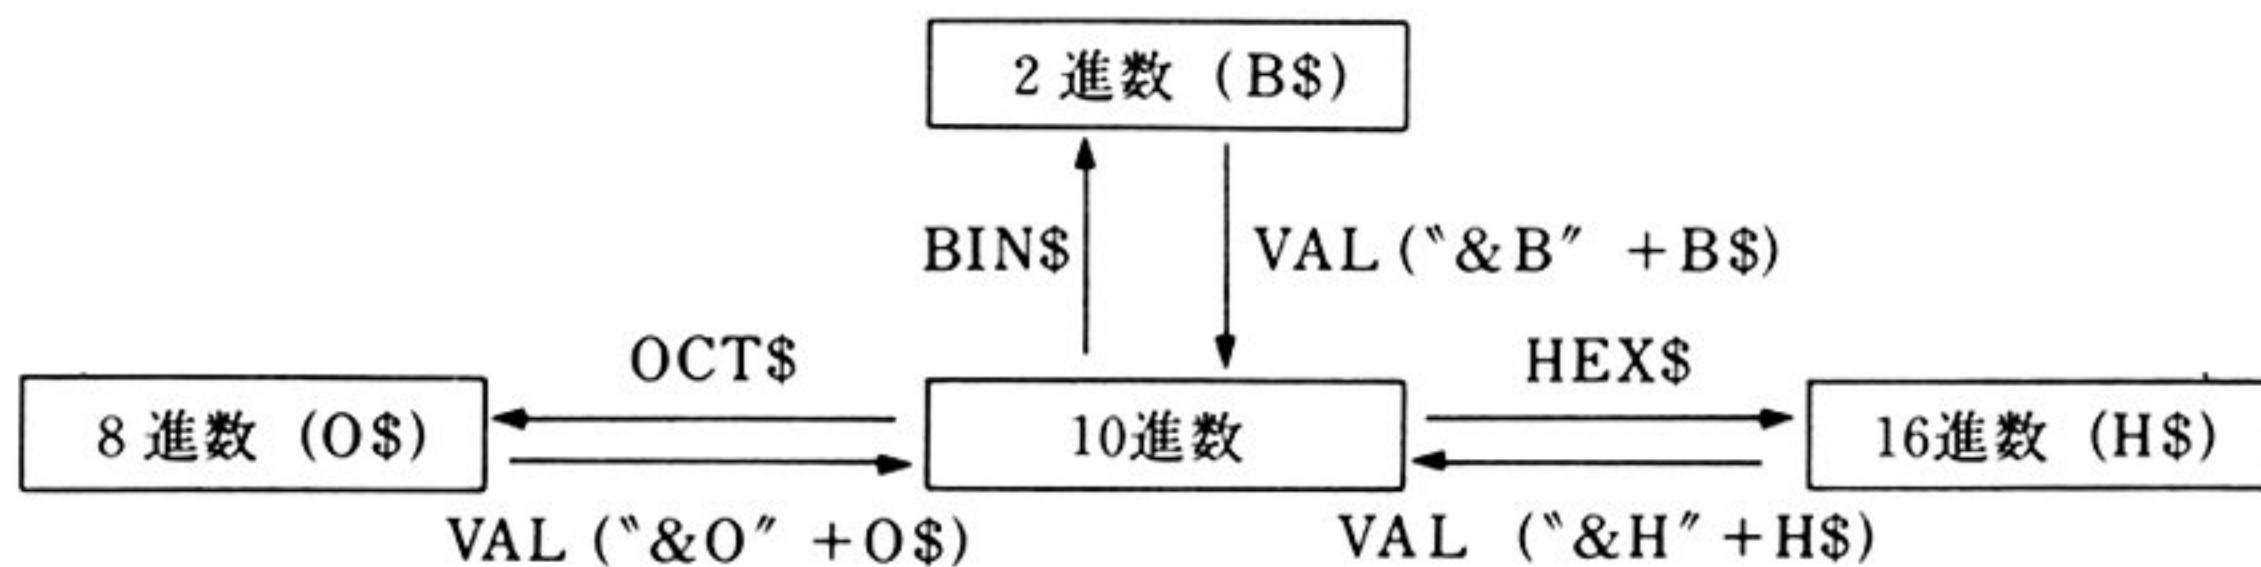 2進数 (B$)
BIN$
VAL(〝&B〞+B$)
OCT$
HEX$
8進数 (O$)
10進数
16進数 (H$)
VAL(〝&O〞+O$)
VAL (〝&H〞+H$)